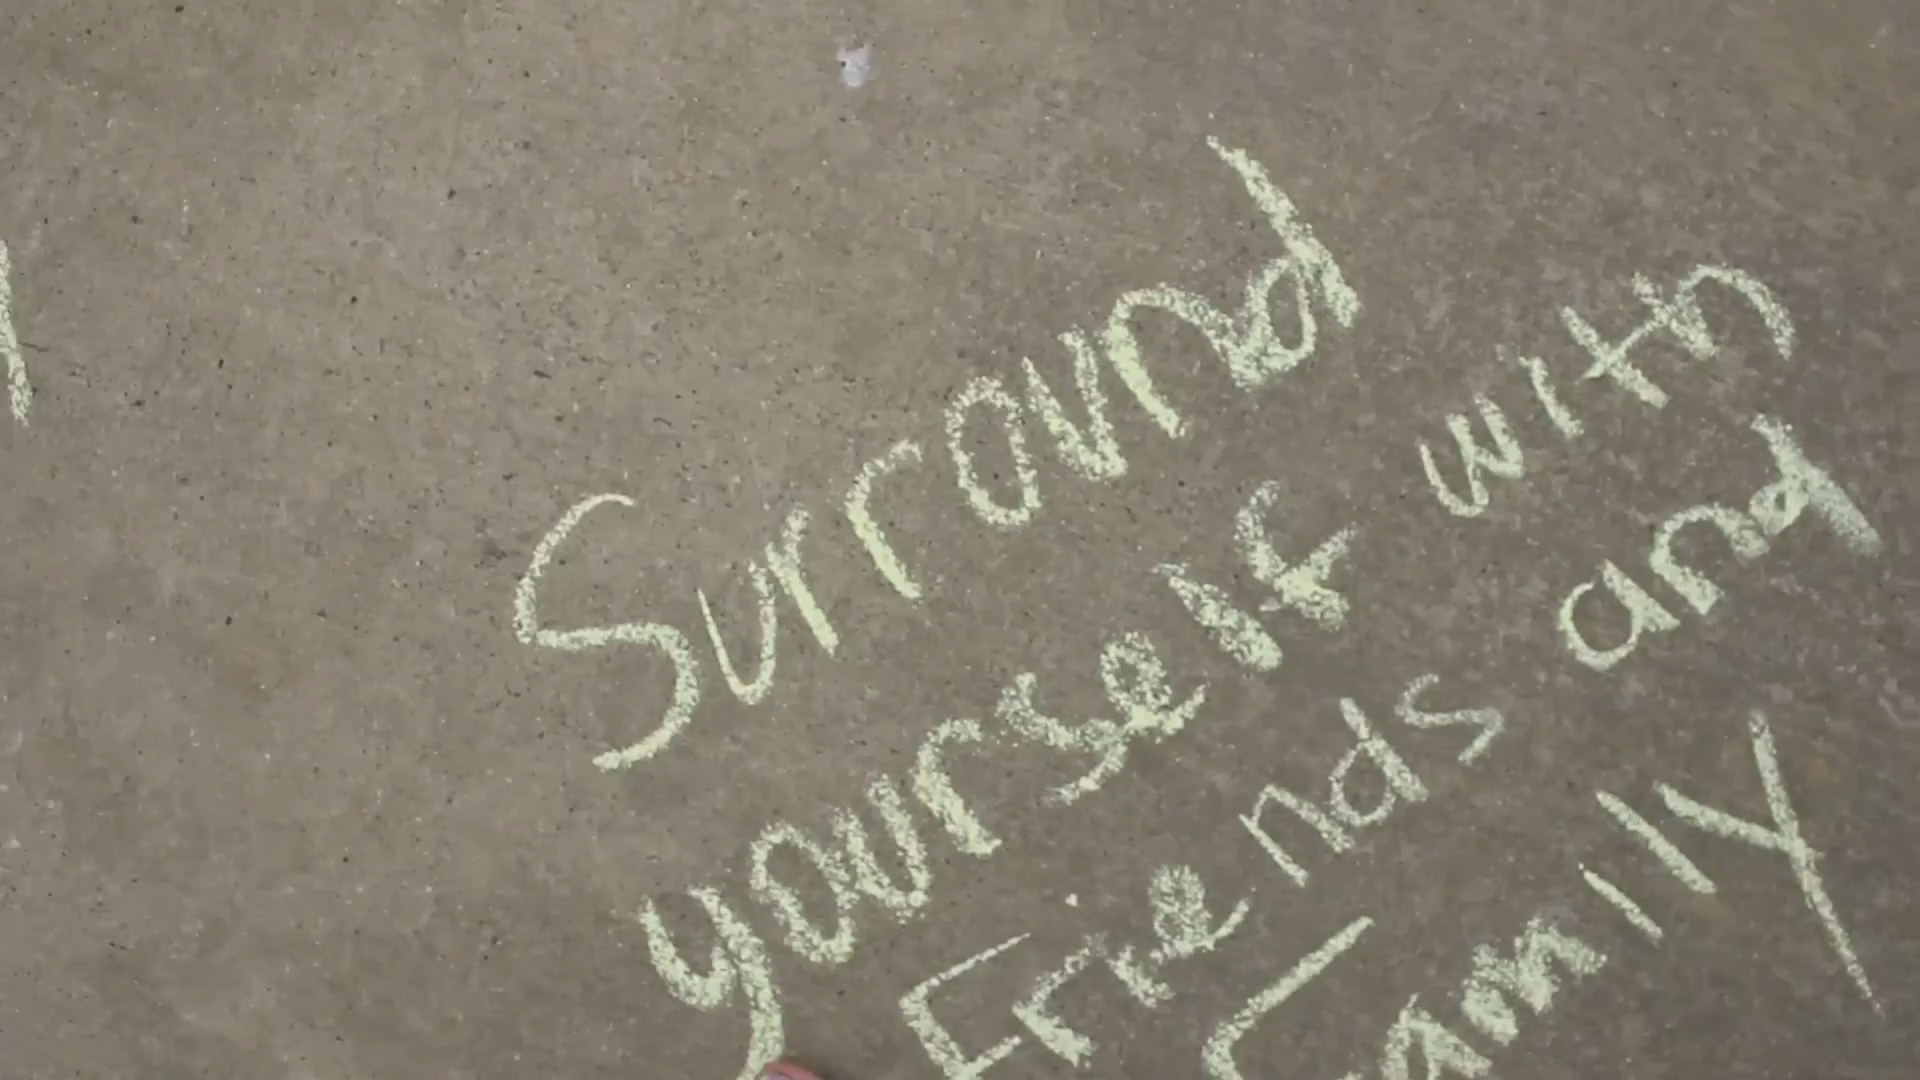 Surround
yourself with
Friends and
Family